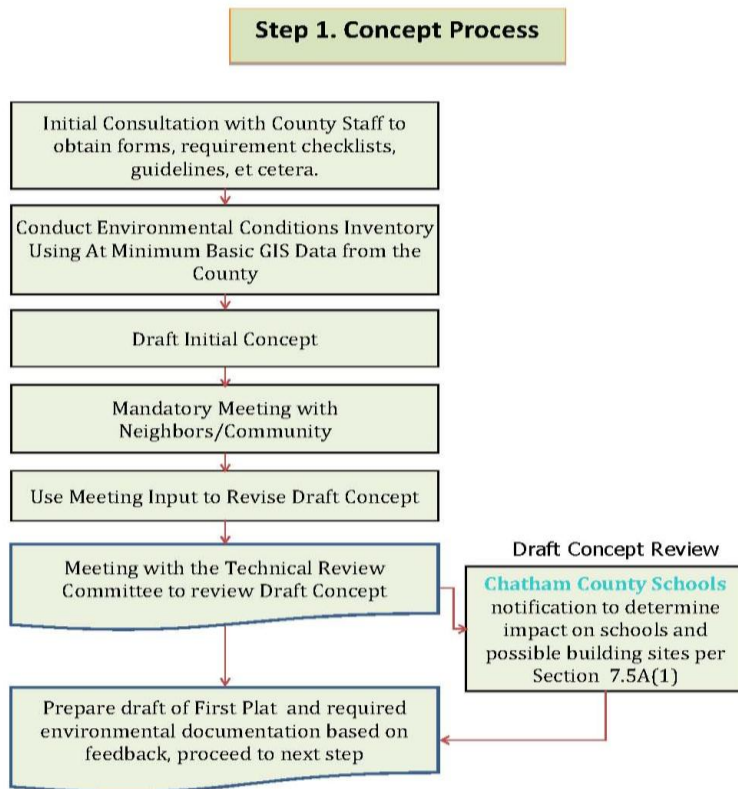 Step 1. Concept Process
Initial Consultation with County Staff to
obtain forms, requirement checklists,
guidelines, et cetera.
Conduct Environmental Conditions Inventory
Using At Minimum Basic GIS Data from the
County
Draft Initial Concept
Mandatory Meeting with
Neighbors/Community
Use Meeting Input to Revise Draft Concept
Meeting with the Technical Review
Committee to review Draft Concept
Draft Concept Review
Chatham County Schools
notification to determine
impact on schools and
possible building sites per
Section 7.5A(1)
Prepare draft of First Plat and required
environmental documentation based on
feedback, proceed to next step